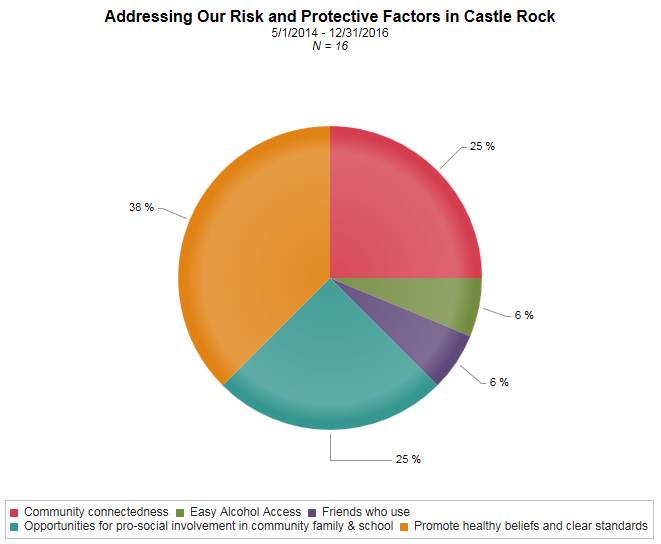 Addressing Our Risk and Protective Factors in Castle Rock
5/1/2014 - 12/31/2016
N = 16
25 %
38 %
6 %
6 %
25 %
Community connectedness Easy Alcohol Access Friends who use
Opportunities for pro-social involvement in community family & school Promote healthy beliefs and clear standards